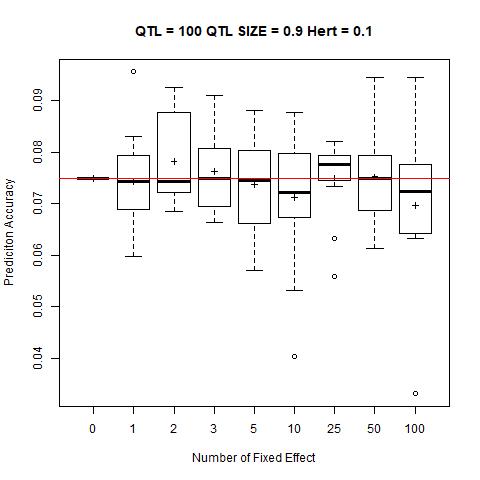 QTL = 100 QTL SIZE = 0.9 Hert = 0.1
Prediciton Accuracy
0.09
0.08
0.07
0.06
0.05
0.04
0 1 2 3 5 10 25 50 100
Number of Fixed Effect